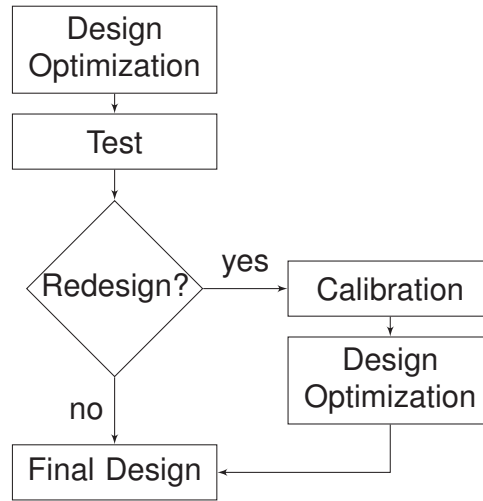 Design
Optimization
Test
Redesign?
yes
Calibration
Design
Optimization
no
Final Design